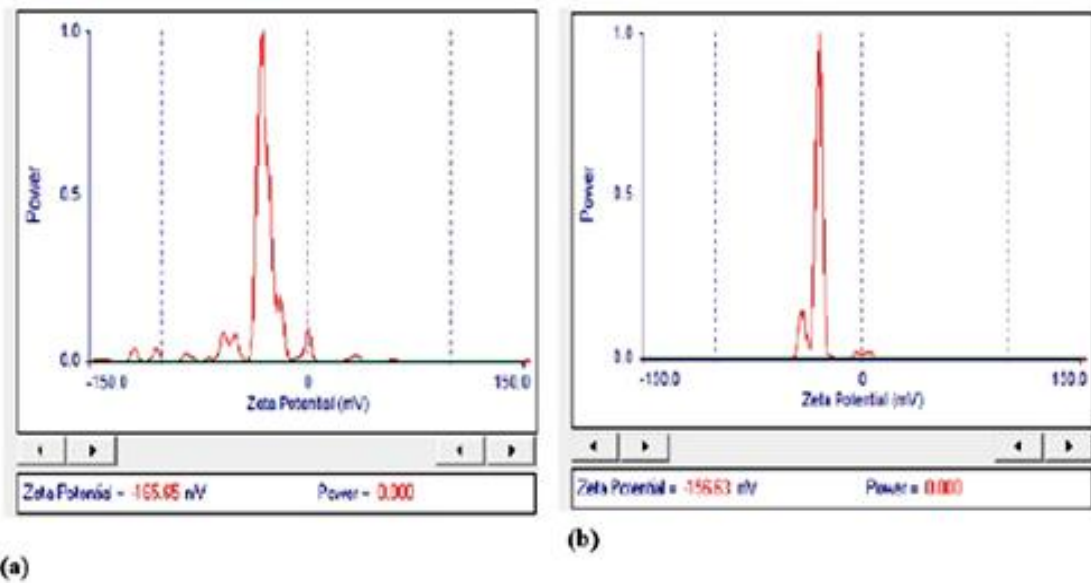 1.0
Power
0.5
0.0
-150.0
0
150.0
Zeta Potential (mV)
Zeta Potential = -165.65 mV
Power = 0.000
(a)
1.0
Power
0.5
0.0
-150.0
0
150.0
Zeta Potential (mV)
Zeta Potential = -156.63 mV
Power = 0.000
(b)